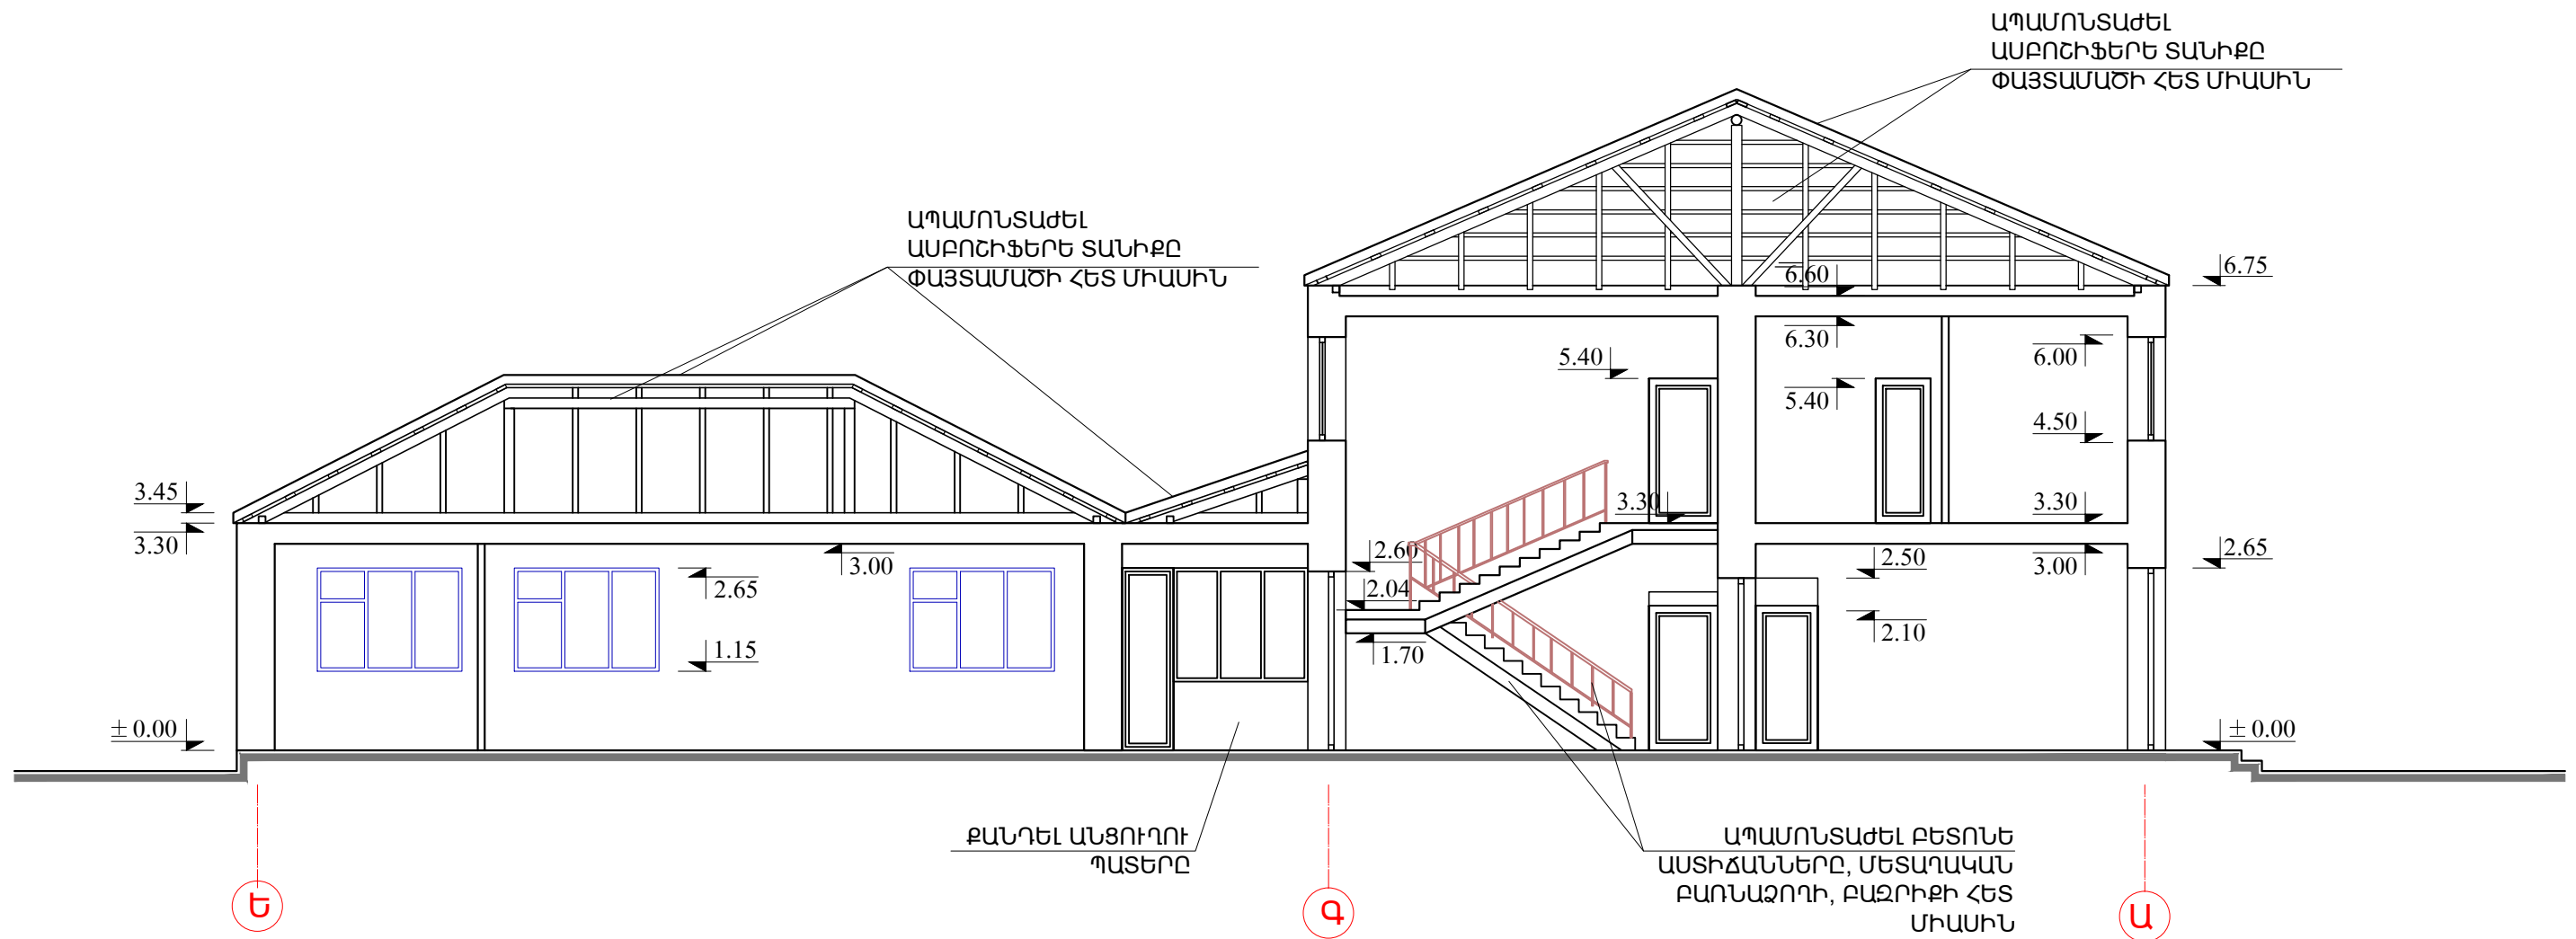 ԱՊԱՄՈՆՏԱԺԵԼ
ԱՍԲՈՇԻՖԵՐԵ ՏԱՆԻՔԸ
ՓԱՅՏԱՄԱԾԻ ՀԵՏ ՄԻԱՍԻՆ
ԱՊԱՄՈՆՏԱԺԵԼ
ԱՍԲՈՇԻՖԵՐԵ ՏԱՆԻՔԸ
ՓԱՅՏԱՄԱԾԻ ՀԵՏ ՄԻԱՍԻՆ
6.75
6.60
6.30
6.00
5.40
5.40
4.50
3.45
3.30
3.30
3.30
3.00
2.60
2.50
2.65
3.00
2.65
2.04
2.10
1.15
1.70
±0.00
±0.00
ՔԱՆԴԵԼ ԱՆՑՈՒՂՈՒ
ՊԱՏԵՐԸ
ԱՊԱՄՈՆՏԱԺԵԼ ԲԵՏՈՆԵ
ԱՍՏԻՃԱՆՆԵՐԸ, ՄԵՏԱՂԱԿԱՆ
ԲԱՌՆԱՁՈՂԻ, ԲԱԶՐԻՔԻ ՀԵՏ
ՄԻԱՍԻՆ
Ե
Գ
Ա